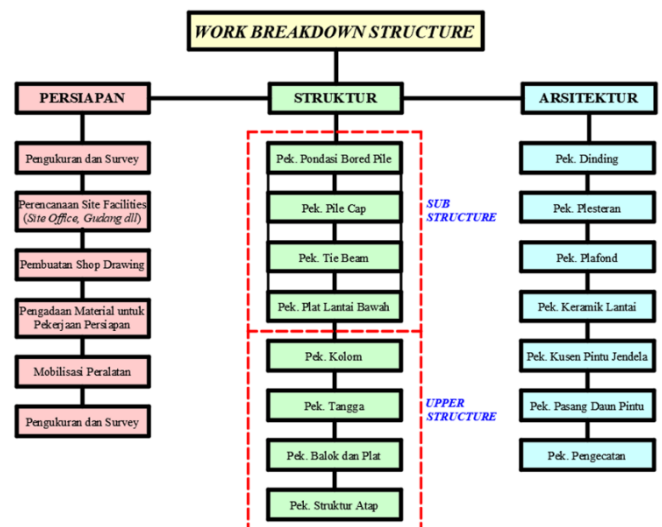 WORK BREAKDOWN STRUCTURE
PERSIAPAN
Pengukuran dan Survey
Perencanaan Site Facilities
(Site Office, Gudang dll)
Pembuatan Shop Drawing
Pengadaan Material untuk
Pekerjaan Persiapan
Mobilisasi Peralatan
Pengukuran dan Survey
STRUKTUR
Pek. Pondasi Bored Pile
Pek. Pile Cap
Pek. Tie Beam
Pek. Plat Lantai Bawah
SUB
STRUCTURE
Pek. Kolom
Pek. Tangga
Pek. Balok dan Plat
Pek. Struktur Atap
UPPER
STRUCTURE
ARSITEKTUR
Pek. Dinding
Pek. Plesteran
Pek. Plafond
Pek. Keramik Lantai
Pek. Kusen Pintu Jendela
Pek. Pasang Daun Pintu
Pek. Pengecatan